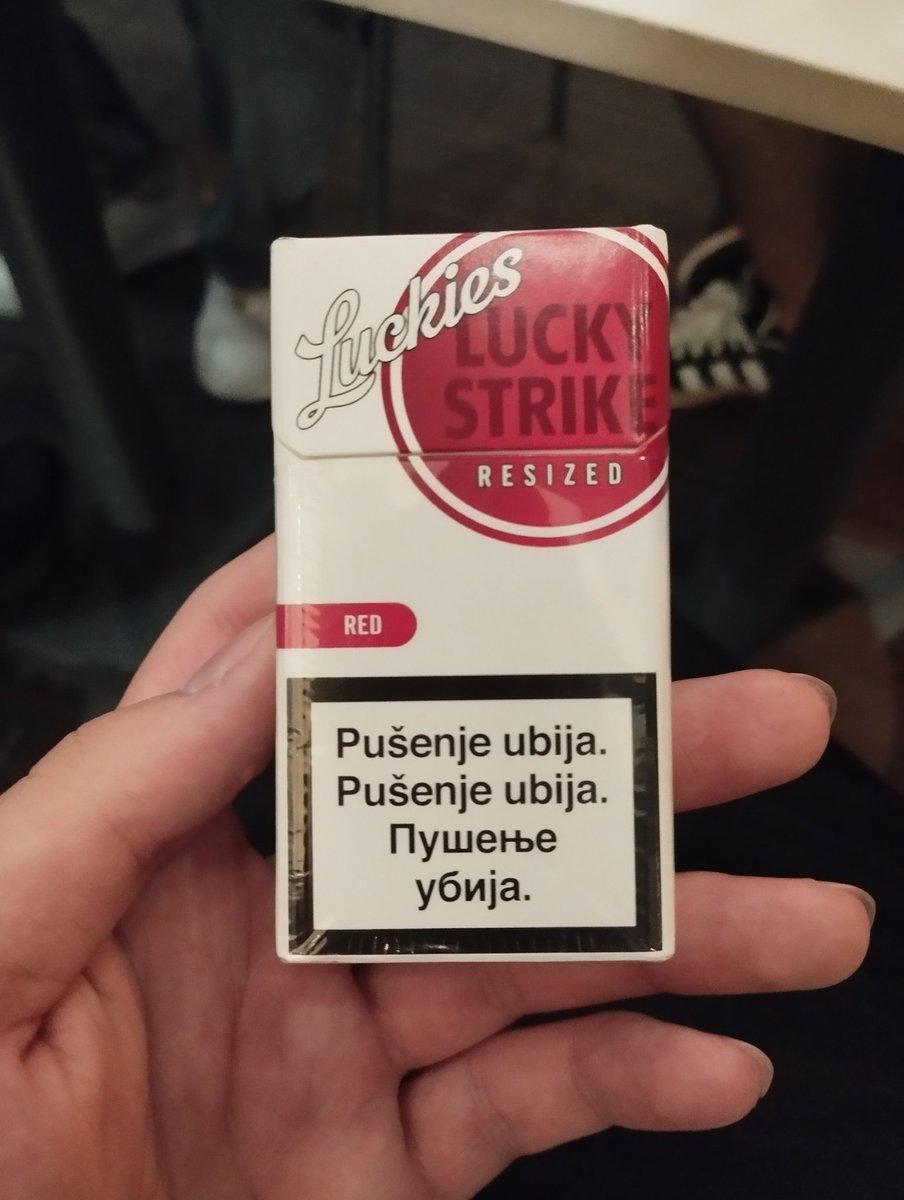 Luckies
LUCKY
STRIKE
RESIZED
RED
Pušenje ubija.
Pušenje ubija.
Пушење
убија.